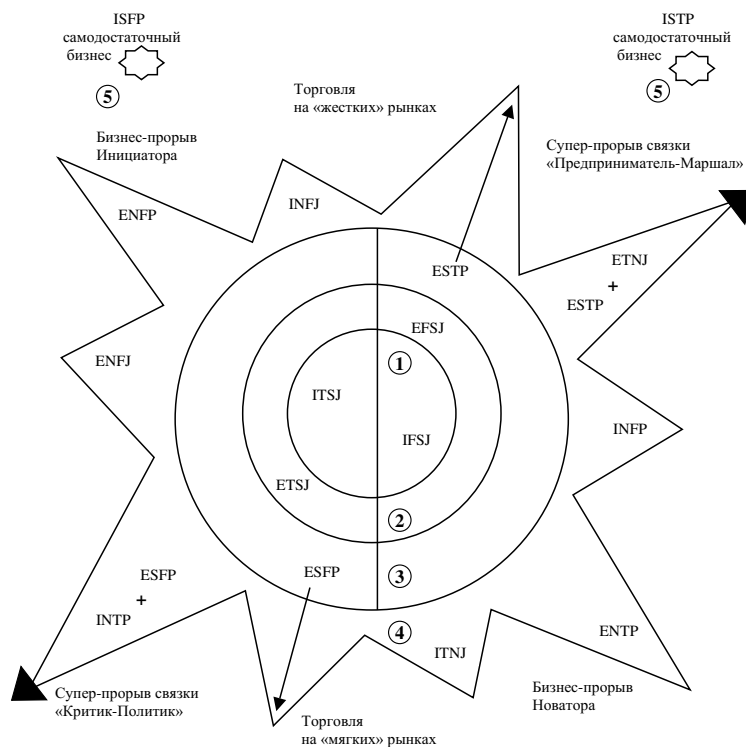 ISFP
самодостаточный
бизнес
5
ISTP
самодостаточный
бизнес
5
Торговля
на «жестких» рынках
Бизнес-прорыв
Инициатора
Супер-прорыв связки
«Предприниматель-Маршал»
ENFP
INFJ
ESTP
ETNJ
+
ESTP
EFSJ
1
ENFJ
ITSJ
INFP
IFSJ
ETSJ
2
ESFP
+
INTP
ESFP
3
4
ITNJ
ENTP
Супер-прорыв связки
«Критик-Политик»
Бизнес-прорыв
Новатора
Торговля
на «мягких» рынках